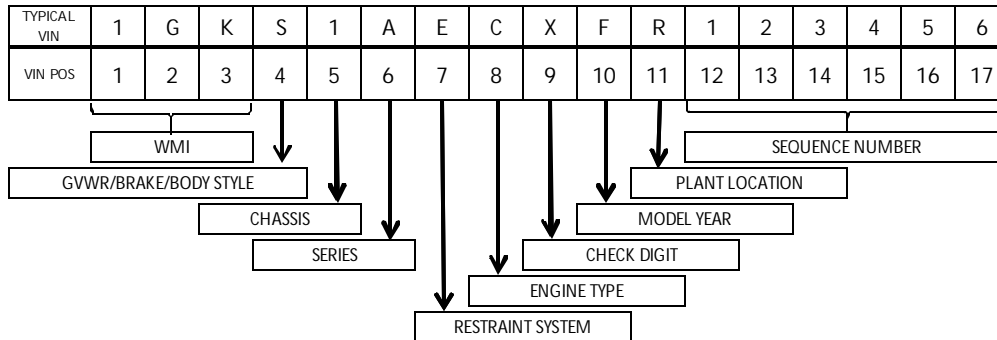 TYPICAL VIN 1 G K S 1 A E C X F R 1 2 3 4 5 6
VIN POS 1 2 3 4 5 6 7 8 9 10 11 12 13 14 15 16 17
WMI SEQUENCE NUMBER
GVWR/BRAKE/BODY STYLE PLANT LOCATION
CHASSIS MODEL YEAR
SERIES CHECK DIGIT
ENGINE TYPE
RESTRAINT SYSTEM